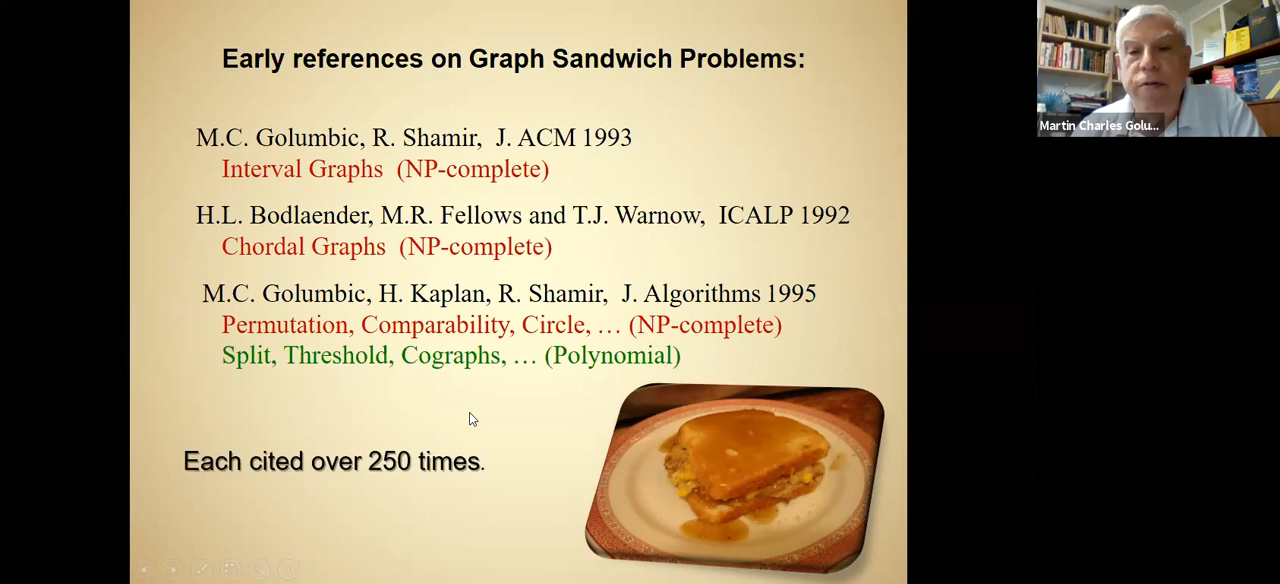 Early references on Graph Sandwich Problems:
M.C. Golumbic, R. Shamir, J. ACM 1993
Interval Graphs (NP-complete)
H.L. Bodlaender, M.R. Fellows and T.J. Warnow, ICALP 1992
Chordal Graphs (NP-complete)
M.C. Golumbic, H. Kaplan, R. Shamir, J. Algorithms 1995
Permutation, Comparability, Circle, … (NP-complete)
Split, Threshold, Cographs, … (Polynomial)
Each cited over 250 times.
Martin Charles Golu...